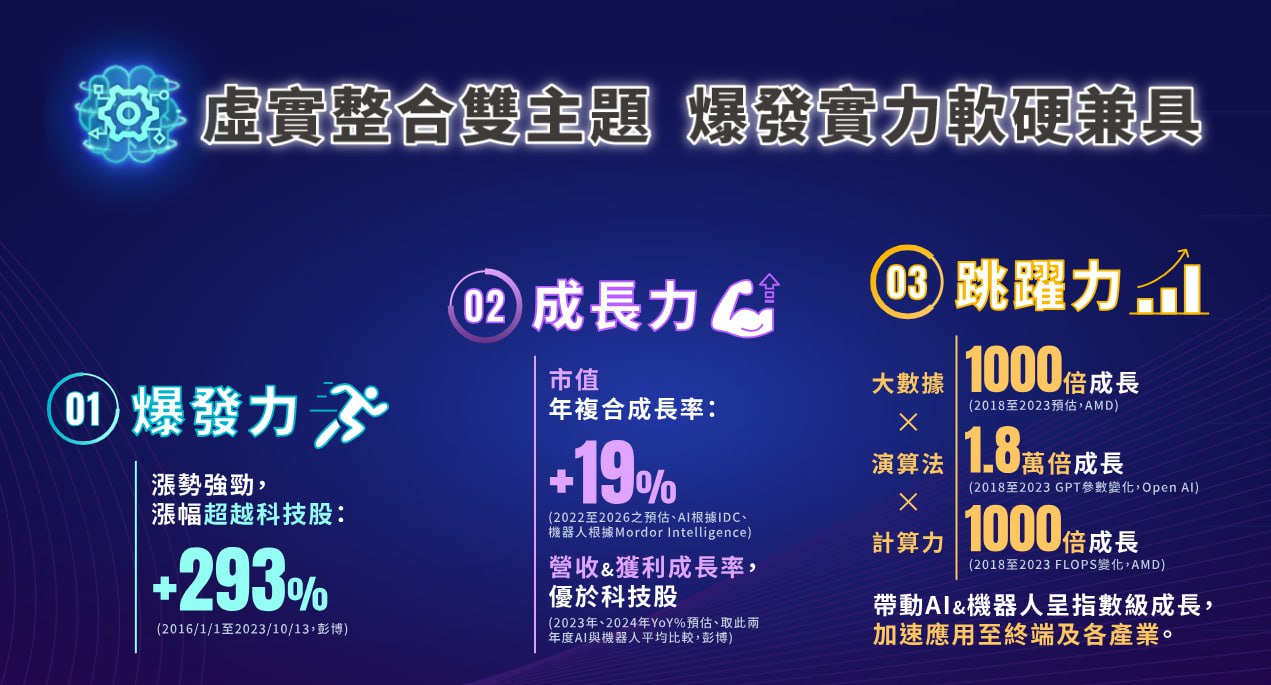 虛實整合雙主題 爆發實力軟硬兼具
01 爆發力
漲勢強勁，
漲幅超越科技股：
+293%
(2016/1/1至2023/10/13，彭博)
02 成長力
市值
年複合成長率：
+19%
(2022至2026之預估、AI根據IDC、
機器人根據Mordor Intelligence)
營收&獲利成長率，
優於科技股
(2023年、2024年YoY%預估、取此兩
年度AI與機器人平均比較，彭博)
03 跳躍力
大數據 1000倍成長
(2018至2023預估，AMD)
×
演算法 1.8萬倍成長
(2018至2023 GPT參數變化，Open AI)
×
計算力 1000倍成長
(2018至2023 FLOPS變化，AMD)
帶動AI&機器人呈指數級成長，
加速應用至終端及各產業。